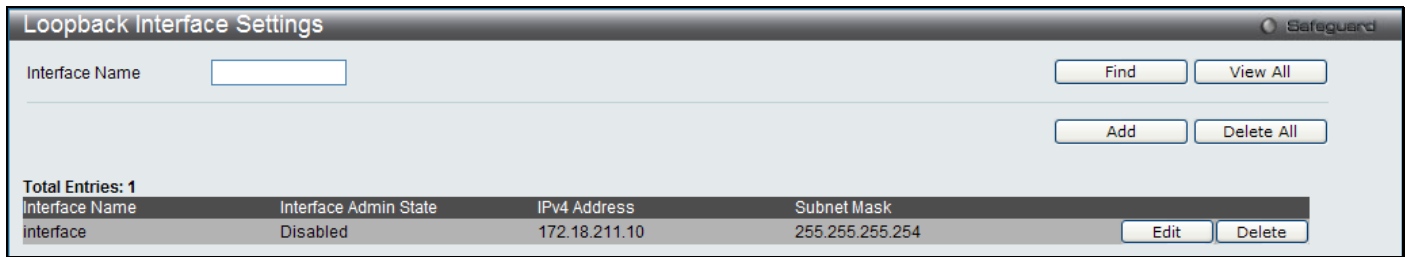 Loopback Interface Settings
Safeguard
Interface Name
Find
View All
Add
Delete All
Total Entries: 1
Interface Name Interface Admin State IPv4 Address Subnet Mask
interface Disabled 172.18.211.10 255.255.255.254 Edit Delete